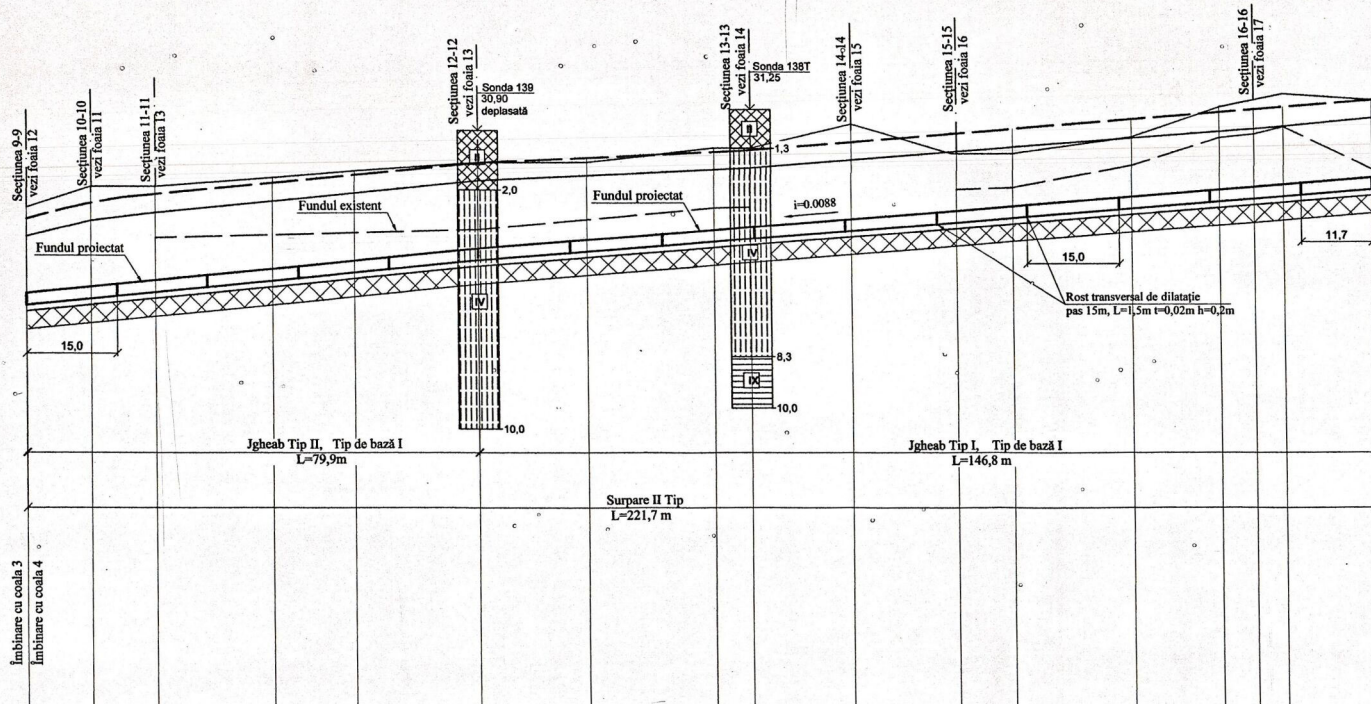 Secțiunea 9-9
vezi foaia 12
Secțiunea 10-10
vezi foaia 11
Secțiunea 11-11
vezi foaia 13
Secțiunea 12-12
vezi foaia 13
Sonda 139
30,90
deplasată
Secțiunea 13-13
vezi foaia 14
Sonda 138T
31,25
Secțiunea 14-14
vezi foaia 15
Secțiunea 15-15
vezi foaia 16
Secțiunea 16-16
vezi foaia 17
II
II
1,3
2,0
Fundul existent
Fundul proiectat
i=0.0088
Fundul proiectat
IV
IV
15,0
11,7
Rost transversal de dilatație
pas 15m, L=1,5m t=0,02m h=0,2m
15,0
8,3
IX
10,0
10,0
Jgheab Tip II, Tip de bază I
L=79,9m
Jgheab Tip I, Tip de bază I
L=146,8 m
Surpare II Tip
L=221,7 m
Îmbinare cu coala 3
Îmbinare cu coala 4